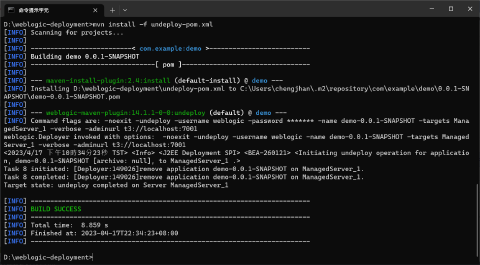 命令提示字元
D:\weblogic-deployment>mvn install -f undeploy-pom.xml
[INFO] Scanning for projects...
[INFO]
[INFO] --------------------------< com.example:demo >--------------------------
[INFO] Building demo 0.0.1-SNAPSHOT
[INFO] --------------------------------[ pom ]---------------------------------
[INFO]
[INFO] --- maven-install-plugin:2.4:install (default-install) @ demo ---
[INFO] Installing D:\weblogic-deployment\undeploy-pom.xml to C:\Users\chengjhan\.m2\repository\com\example\demo\0.0.1-SN
APSHOT\demo-0.0.1-SNAPSHOT.pom
[INFO]
[INFO] --- weblogic-maven-plugin:14.1.1-0-0:undeploy (default) @ demo ---
[INFO] Command flags are: -noexit -undeploy -username weblogic -password ******* -name demo-0.0.1-SNAPSHOT -targets Mana
gedServer_1 -verbose -adminurl t3://localhost:7001
weblogic.Deployer invoked with options:  -noexit -undeploy -username weblogic -name demo-0.0.1-SNAPSHOT -targets Managed
Server_1 -verbose -adminurl t3://localhost:7001
<2023/4/17 下午10時34分23秒 TST> <Info> <J2EE Deployment SPI> <BEA-260121> <Initiating undeploy operation for applicatio
n, demo-0.0.1-SNAPSHOT [archive: null], to ManagedServer_1 .>
Task 8 initiated: [Deployer:149026]remove application demo-0.0.1-SNAPSHOT on ManagedServer_1.
Task 8 completed: [Deployer:149026]remove application demo-0.0.1-SNAPSHOT on ManagedServer_1.
Target state: undeploy completed on Server ManagedServer_1

[INFO] ------------------------------------------------------------------------
[INFO] BUILD SUCCESS
[INFO] ------------------------------------------------------------------------
[INFO] Total time:  8.859 s
[INFO] Finished at: 2023-04-17T22:34:23+08:00
[INFO] ------------------------------------------------------------------------

D:\weblogic-deployment>